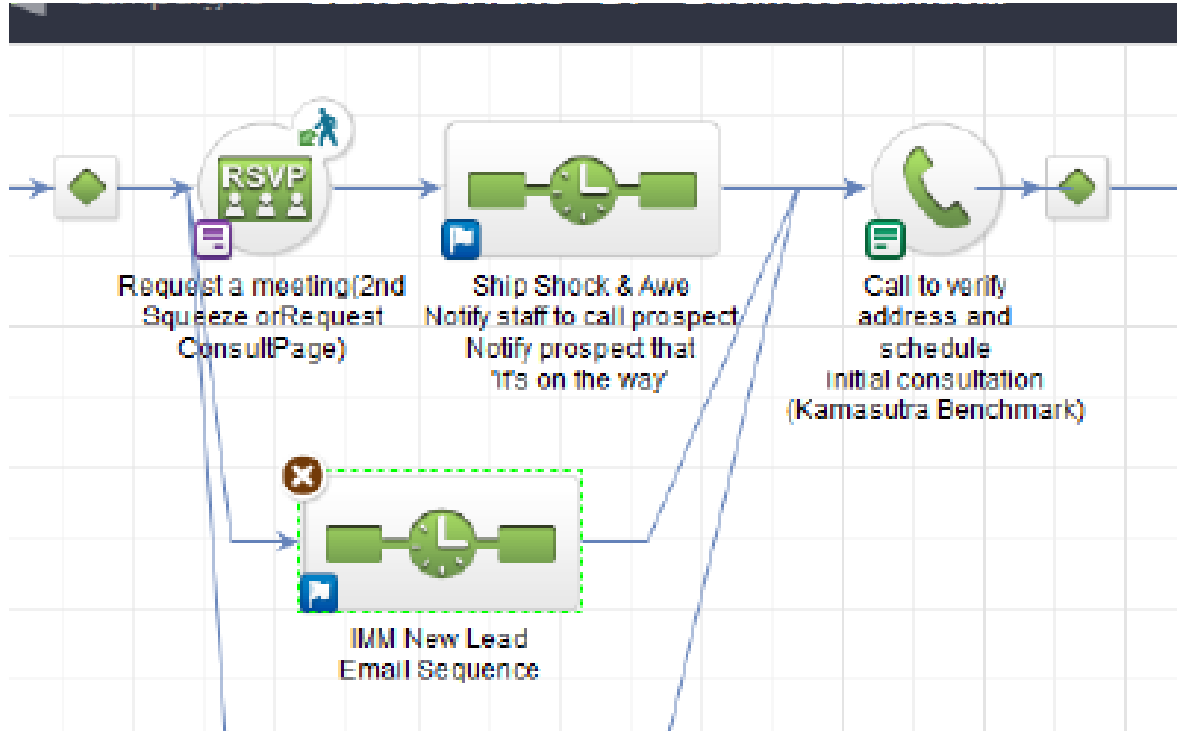 RSVP
Request a meeting(2nd
Squeeze orRequest
ConsultPage)
Ship Shock & Awe
Notify staff to call prospect
Notify prospect that
'it's on the way'
Call to verify
address and
schedule
initial consultation
(Kamasutra Benchmark)
IMM New Lead
Email Sequence